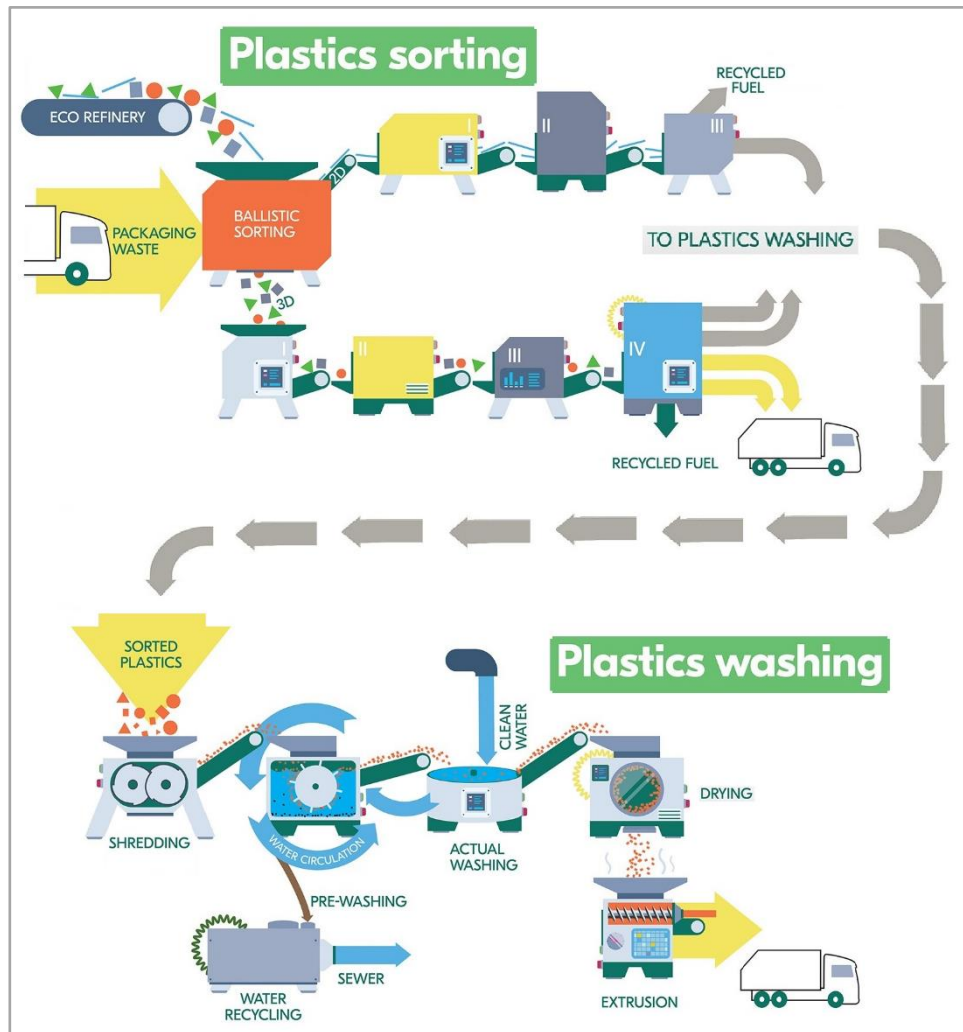 Plastics sorting
ECO REFINERY
RECYCLED
FUEL
I
II
III
2D
PACKAGING
WASTE
BALLISTIC
SORTING
TO PLASTICS WASHING
3D
I
II
III
IV
RECYCLED FUEL
SORTED
PLASTICS
Plastics washing
CLEAN
WATER
SHREDDING
WATER CIRCULATION
ACTUAL
WASHING
DRYING
PRE-WASHING
SEWER
WATER
RECYCLING
EXTRUSION